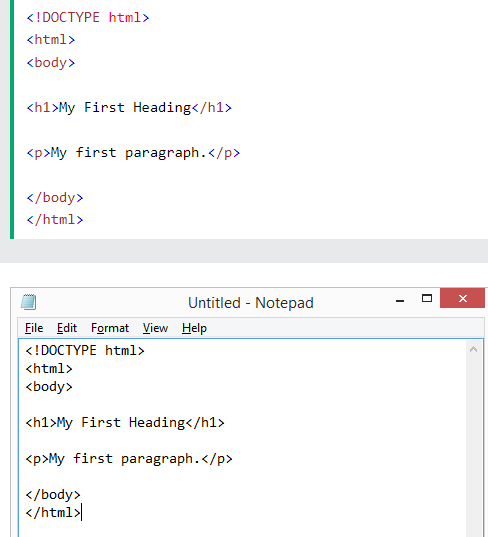 <!DOCTYPE html>
<html>
<body>
<h1>My First Heading</h1>
<p>My first paragraph.</p>
</body>
</html>
Untitled - Notepad
File Edit Format View Help
<!DOCTYPE html>
<html>
<body>
<h1>My First Heading</h1>
<p>My first paragraph.</p>
</body>
</html>